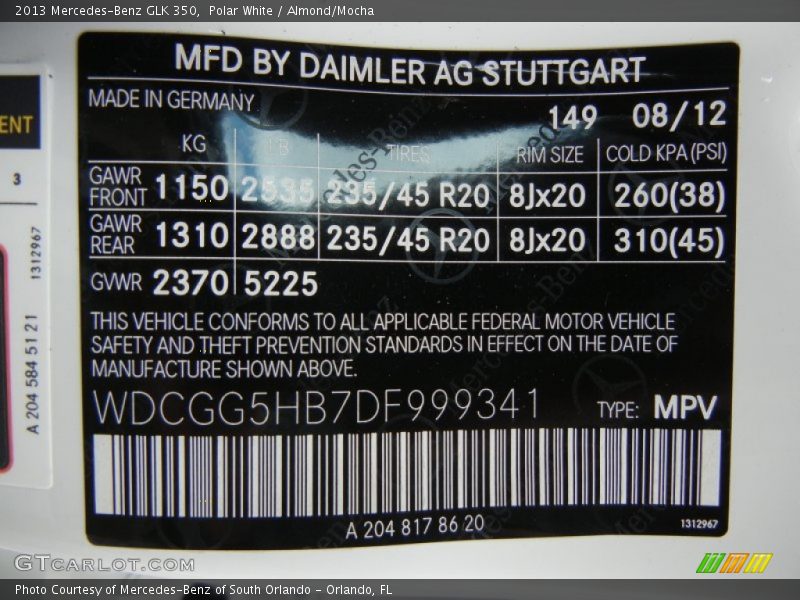 2013 Mercedes-Benz GLK 350,  Polar White / Almond/Mocha
MFD BY DAIMLER AG STUTTGART
MADE IN GERMANY
149 08/12
KG LB TIRES RIM SIZE COLD KPA (PSI)
GAWR FRONT 1150 2535 235/45 R20 8Jx20 260(38)
GAWR REAR 1310 2888 235/45 R20 8Jx20 310(45)
GVWR 2370 5225
THIS VEHICLE CONFORMS TO ALL APPLICABLE FEDERAL MOTOR VEHICLE
SAFETY AND THEFT PREVENTION STANDARDS IN EFFECT ON THE DATE OF
MANUFACTURE SHOWN ABOVE.
WDCGG5HB7DF999341 TYPE: MPV
A 204 817 86 20
1312967
ENT
3
A 204 584 51 21 1312967
Mercedes-Benz
GTCARLOT.COM
Photo Courtesy of Mercedes-Benz of South Orlando - Orlando, FL